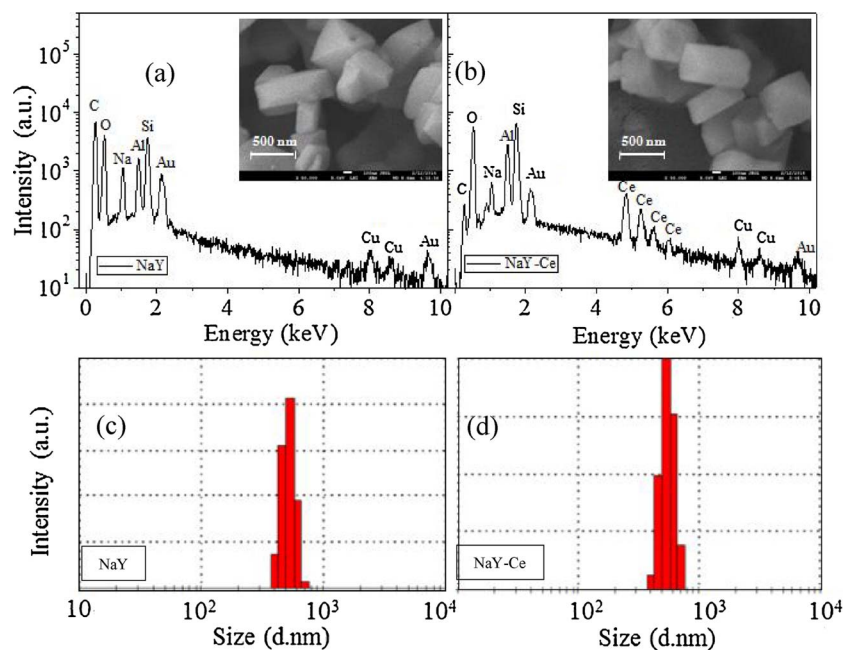 (a)
10^5
10^4
10^3
10^2
10^1
Intensity (a.u.)
C
O
Na
Al
Si
Au
Cu
Cu
Au
NaY
500 nm
0 2 4 6 8 10
Energy (keV)
(b)
C
O
Na
Al
Si
Au
Ce
Ce
Ce
Ce
Cu
Cu
Au
NaY-Ce
500 nm
2 4 6 8 10
Energy (keV)
(c)
Intensity (a.u.)
NaY
10 10^2 10^3 10^4
Size (d.nm)
(d)
NaY-Ce
10^2 10^3 10^4
Size (d.nm)